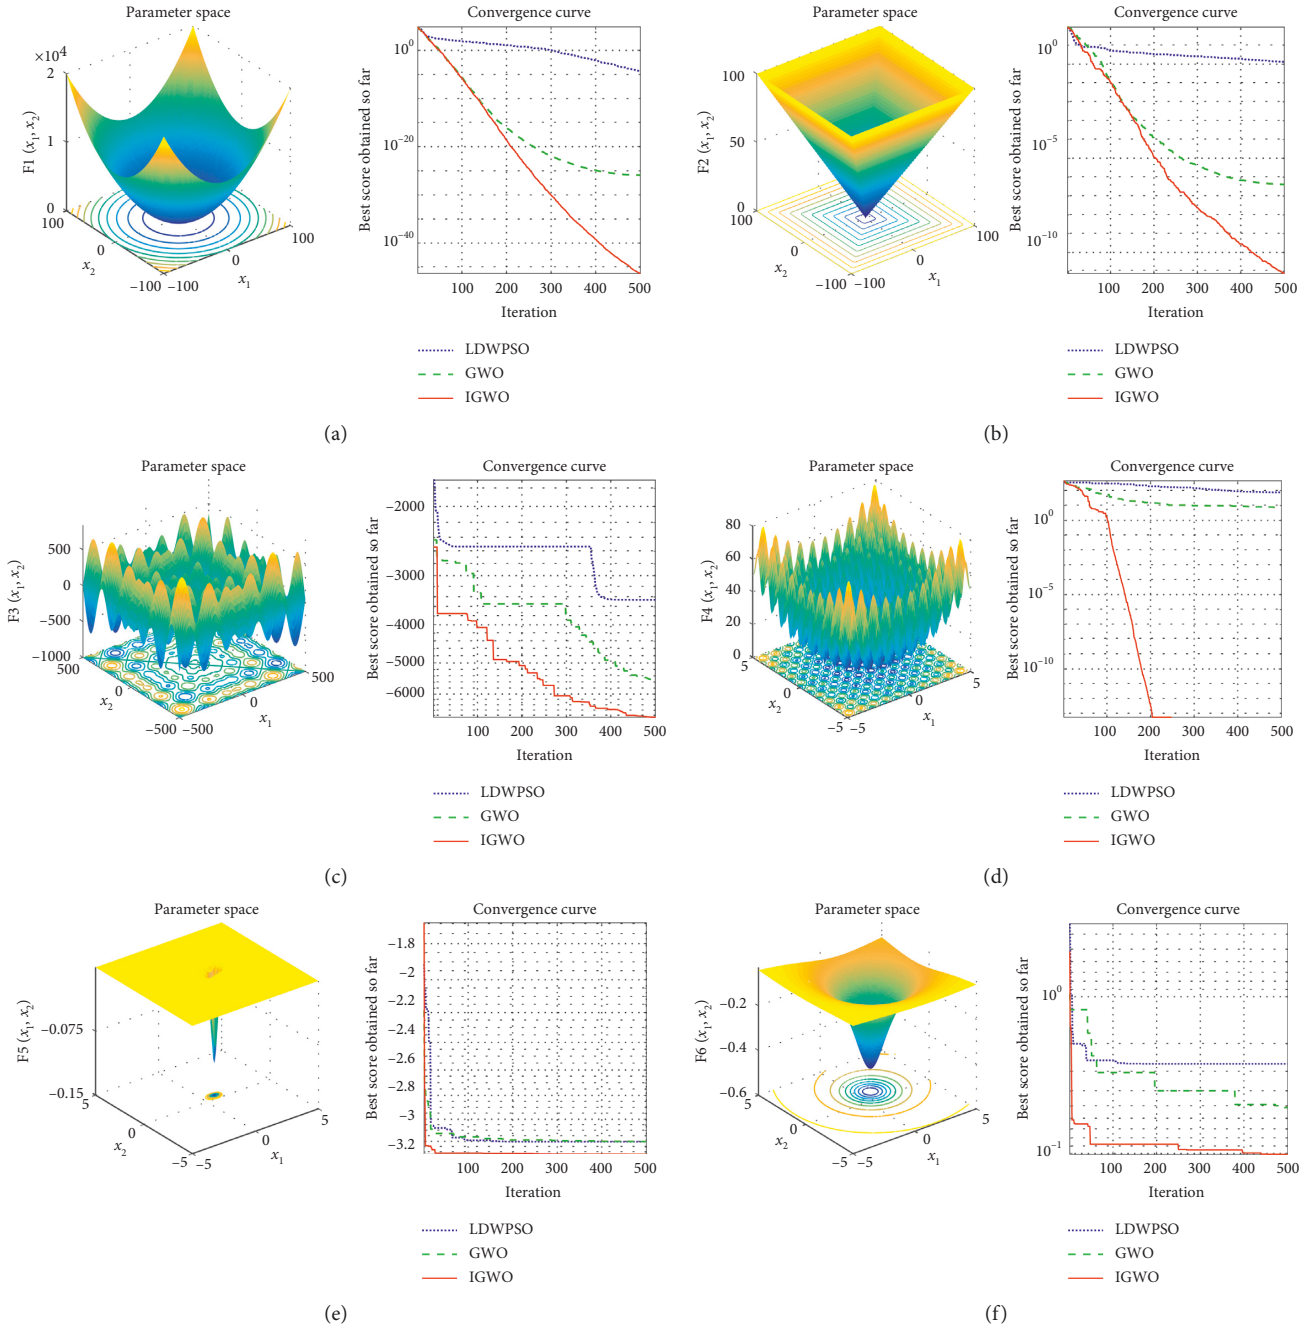 Parameter space
×10⁴
2
1
0
F1 (x₁, x₂)
100
0
−100
x₂
−100
0
100
x₁
Convergence curve
10⁰
10⁻²⁰
10⁻⁴⁰
Best score obtained so far
100 200 300 400 500
Iteration
LDWPSO
GWO
IGWO
(a)
Parameter space
100
50
0
F2 (x₁, x₂)
100
0
−100
x₂
−100
0
100
x₁
Convergence curve
10⁰
10⁻⁵
10⁻¹⁰
Best score obtained so far
100 200 300 400 500
Iteration
LDWPSO
GWO
IGWO
(b)
Parameter space
500
0
−500
−1000
F3 (x₁, x₂)
500
0
−500
x₂
−500
0
500
x₁
Convergence curve
−2000
−3000
−4000
−5000
−6000
Best score obtained so far
100 200 300 400 500
Iteration
LDWPSO
GWO
IGWO
(c)
Parameter space
80
60
40
20
0
F4 (x₁, x₂)
5
0
−5
x₂
−5
0
5
x₁
Convergence curve
10⁰
10⁻⁵
10⁻¹⁰
Best score obtained so far
100 200 300 400 500
Iteration
LDWPSO
GWO
IGWO
(d)
Parameter space
−0.075
−0.15
F5 (x₁, x₂)
5
0
−5
x₂
−5
0
5
x₁
Convergence curve
−1.8
−2
−2.2
−2.4
−2.6
−2.8
−3
−3.2
Best score obtained so far
100 200 300 400 500
Iteration
LDWPSO
GWO
IGWO
(e)
Parameter space
−0.2
−0.4
−0.6
F6 (x₁, x₂)
5
0
−5
x₂
−5
0
5
x₁
Convergence curve
10⁰
10⁻¹
Best score obtained so far
100 200 300 400 500
Iteration
LDWPSO
GWO
IGWO
(f)